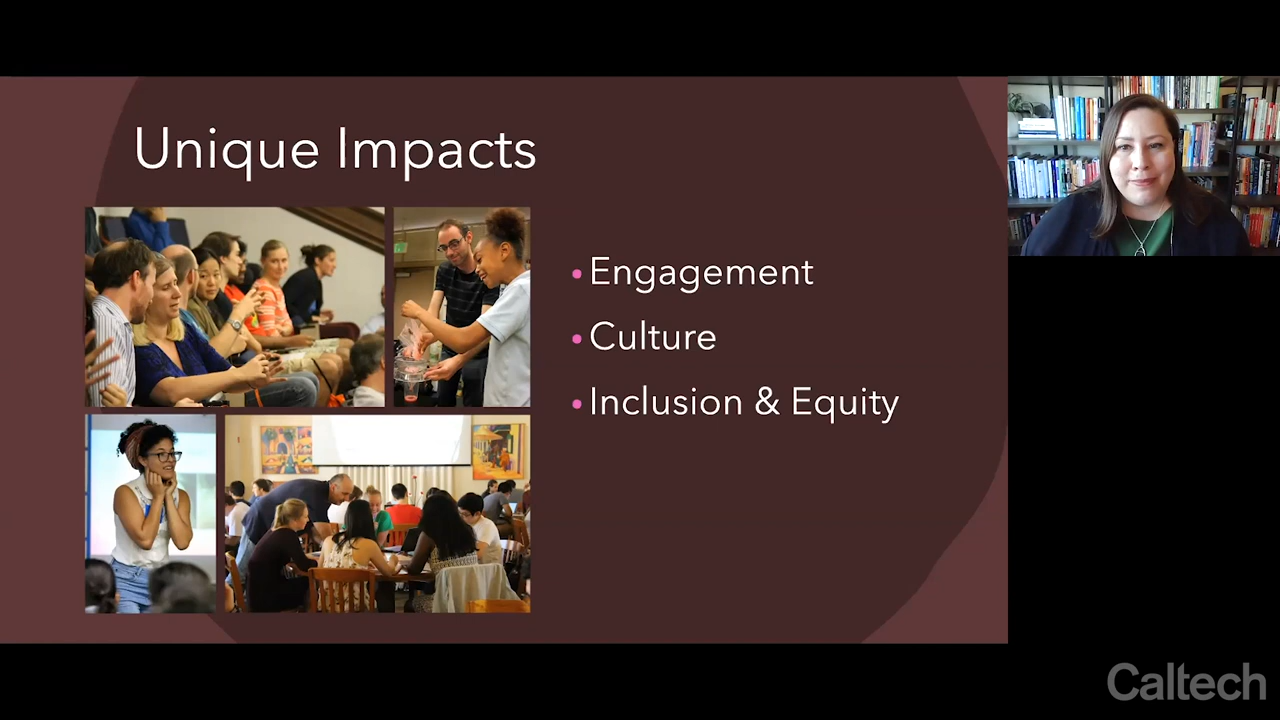 Unique Impacts
• Engagement
• Culture
• Inclusion & Equity
Caltech